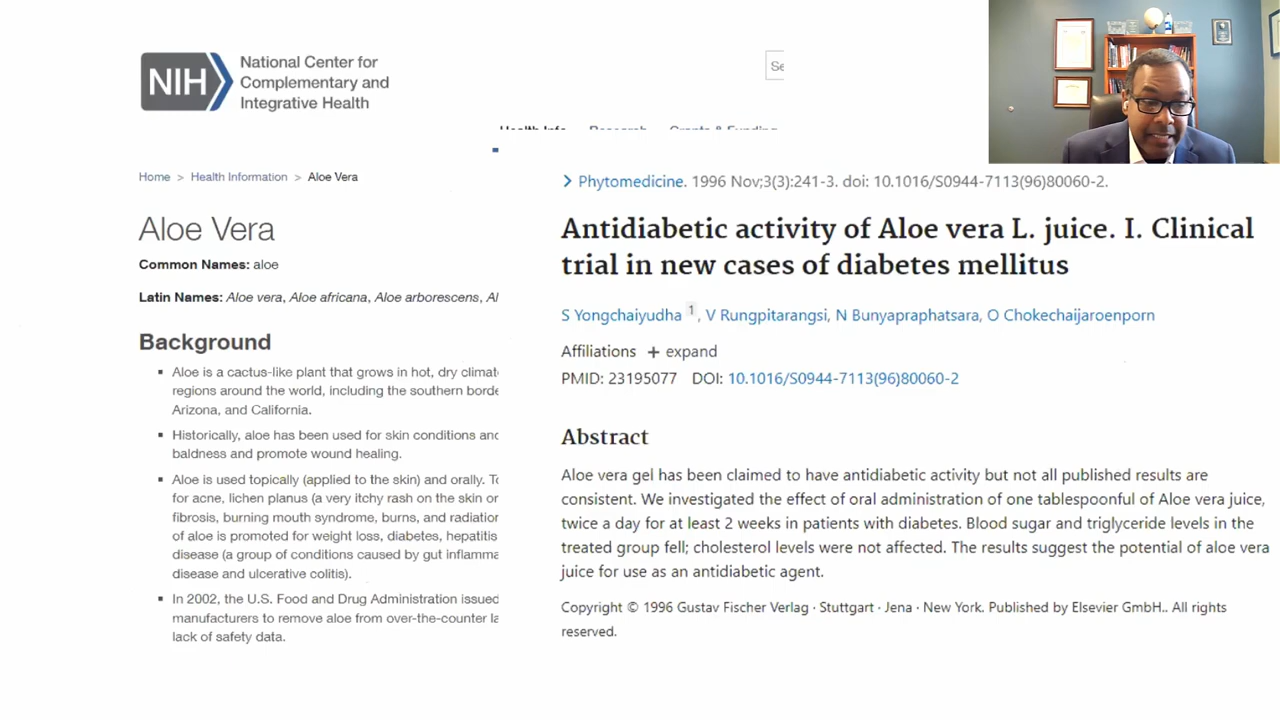 NIH
National Center for
Complementary and
Integrative Health
Se
Health Info Research Grants & Funding
Home > Health Information > Aloe Vera
Aloe Vera
Common Names: aloe
Latin Names: Aloe vera, Aloe africana, Aloe arborescens, Al
Background
Aloe is a cactus-like plant that grows in hot, dry climat
regions around the world, including the southern borde
Arizona, and California.
Historically, aloe has been used for skin conditions and
baldness and promote wound healing.
Aloe is used topically (applied to the skin) and orally. To
for acne, lichen planus (a very itchy rash on the skin or
fibrosis, burning mouth syndrome, burns, and radiation
of aloe is promoted for weight loss, diabetes, hepatitis
disease (a group of conditions caused by gut inflamma
disease and ulcerative colitis).
In 2002, the U.S. Food and Drug Administration issued
manufacturers to remove aloe from over-the-counter la
lack of safety data.
> Phytomedicine. 1996 Nov;3(3):241-3. doi: 10.1016/S0944-7113(96)80060-2.
Antidiabetic activity of Aloe vera L. juice. I. Clinical
trial in new cases of diabetes mellitus
S Yongchaiyudha 1, V Rungpitarangsi, N Bunyapraphatsara, O Chokechaijaroenporn
Affiliations + expand
PMID: 23195077 DOI: 10.1016/S0944-7113(96)80060-2
Abstract
Aloe vera gel has been claimed to have antidiabetic activity but not all published results are
consistent. We investigated the effect of oral administration of one tablespoonful of Aloe vera juice,
twice a day for at least 2 weeks in patients with diabetes. Blood sugar and triglyceride levels in the
treated group fell; cholesterol levels were not affected. The results suggest the potential of aloe vera
juice for use as an antidiabetic agent.
Copyright © 1996 Gustav Fischer Verlag · Stuttgart · Jena · New York. Published by Elsevier GmbH.. All rights
reserved.